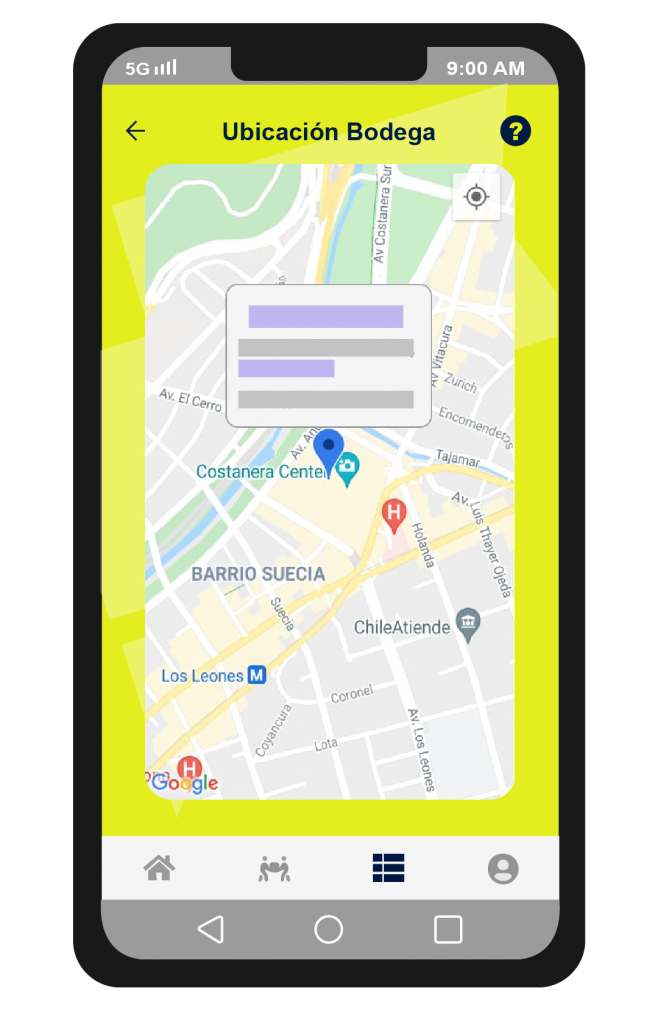 5G
9:00 AM
Ubicación Bodega
?
Av Costanera Sur
Av Vitacura
Zurich
Av. El Cerro
Encomenderos
Av. And
Costanera Center
Tajamar
H
Av. Luis Thayer Ojeda
Holanda
BARRIO SUECIA
Suecia
ChileAtiende
Los Leones M
Coronel
Coyancura
Lota
Av. Los Leones
H
Google